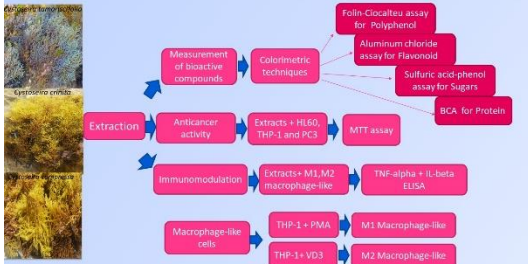 Cystoseira tamariscifolia
Cystoseira crinita
Extraction
Measurement
of bioactive
compounds
Colorimetric
techniques
Folin-Ciocalteu assay
for Polyphenol
Aluminum chloride
assay for Flavonoid
Sulfuric acid-phenol
assay for Sugars
BCA for Protein
Anticancer
activity
Extracts + HL60,
THP-1 and PC3
MTT assay
Immunomodulation
Extracts+ M1,M2
macrophage-like
TNF-alpha + IL-beta
ELISA
Macrophage-like
cells
THP-1 + PMA
M1 Macrophage-like
THP-1+ VD3
M2 Macrophage-like